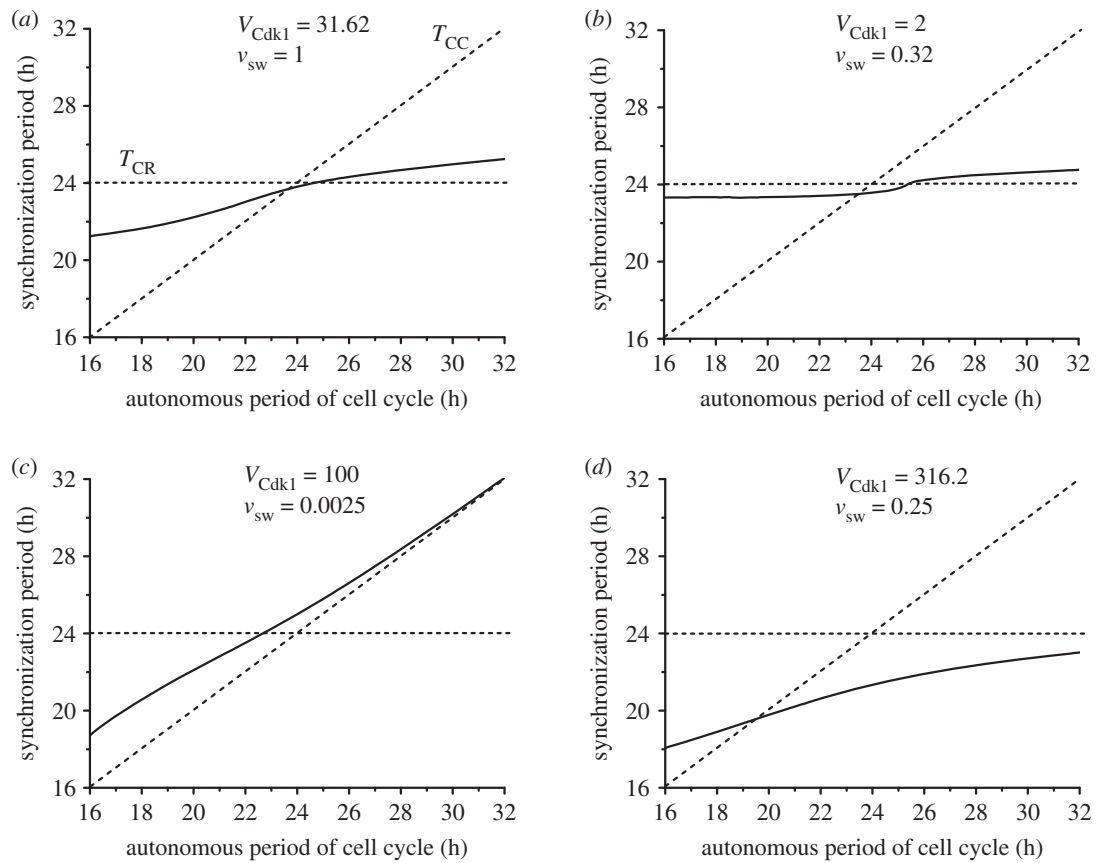 (a)
V_Cdk1 = 31.62
v_sw = 1
T_CC
T_CR
synchronization period (h)
32
28
24
20
16
16 18 20 22 24 26 28 30 32
autonomous period of cell cycle (h)
(b)
V_Cdk1 = 2
v_sw = 0.32
synchronization period (h)
32
28
24
20
16
16 18 20 22 24 26 28 30 32
autonomous period of cell cycle (h)
(c)
V_Cdk1 = 100
v_sw = 0.0025
synchronization period (h)
32
28
24
20
16
16 18 20 22 24 26 28 30 32
autonomous period of cell cycle (h)
(d)
V_Cdk1 = 316.2
v_sw = 0.25
synchronization period (h)
32
28
24
20
16
16 18 20 22 24 26 28 30 32
autonomous period of cell cycle (h)